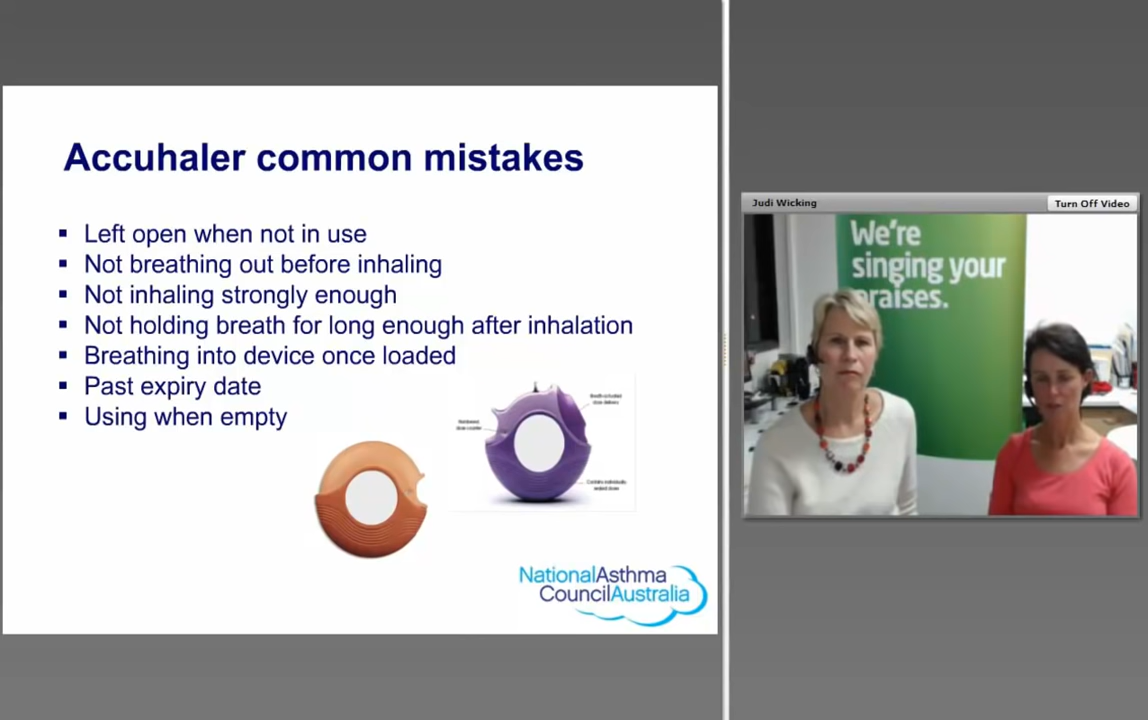 Accuhaler common mistakes
Left open when not in use
Not breathing out before inhaling
Not inhaling strongly enough
Not holding breath for long enough after inhalation
Breathing into device once loaded
Past expiry date
Using when empty
NationalAsthma
CouncilAustralia
Judi Wicking
Turn Off Video
We're
singing your
praises.